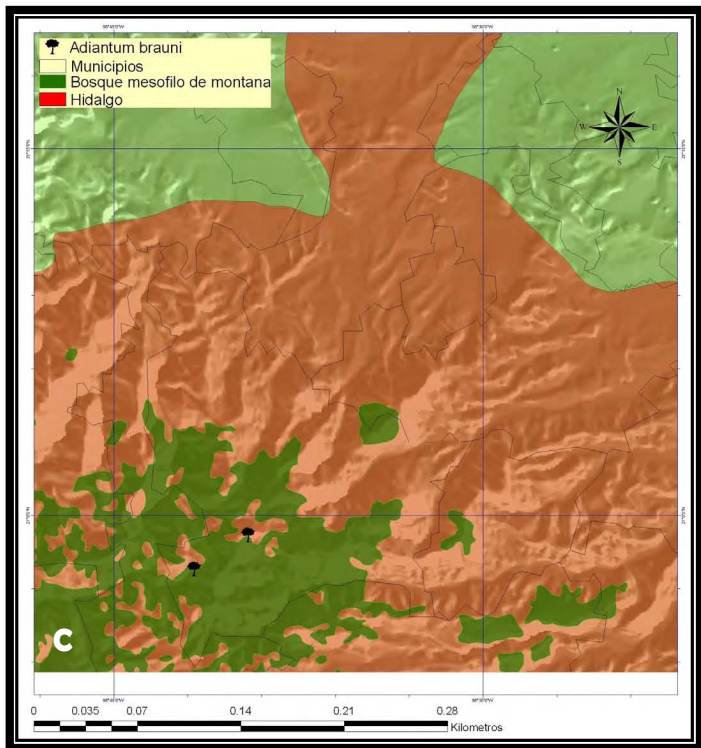 Adiantum brauni
Municipios
Bosque mesofilo de montana
Hidalgo
N
W E
S
C
0 0.035 0.07 0.14 0.21 0.28
Kilometros